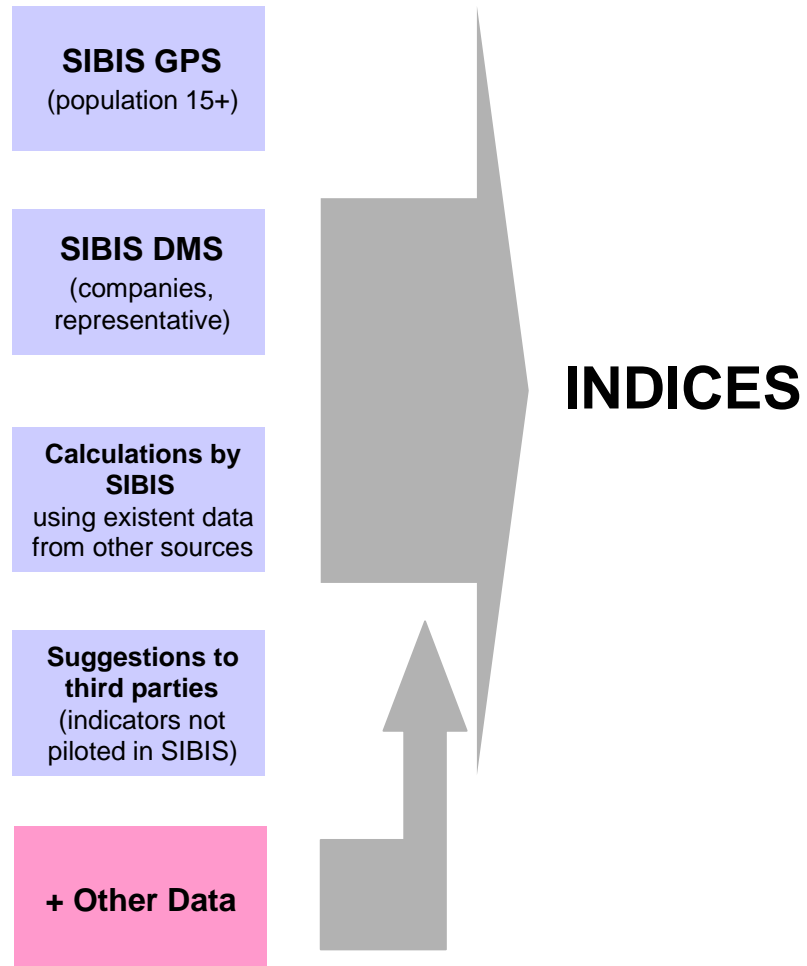 SIBIS GPS
(population 15+)
SIBIS DMS
(companies,
representative)
INDICES
Calculations by
SIBIS
using existent data
from other sources
Suggestions to
third parties
(indicators not
piloted in SIBIS)
+ Other Data